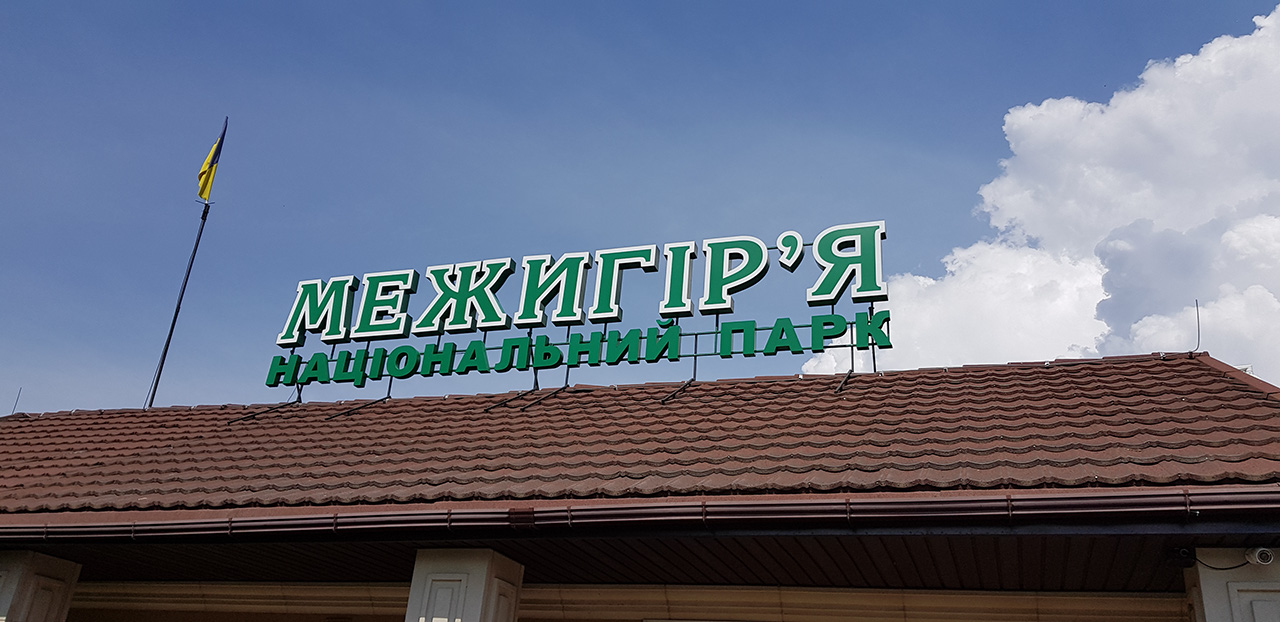 МЕЖИГІР’Я
НАЦІОНАЛЬНИЙ ПАРК